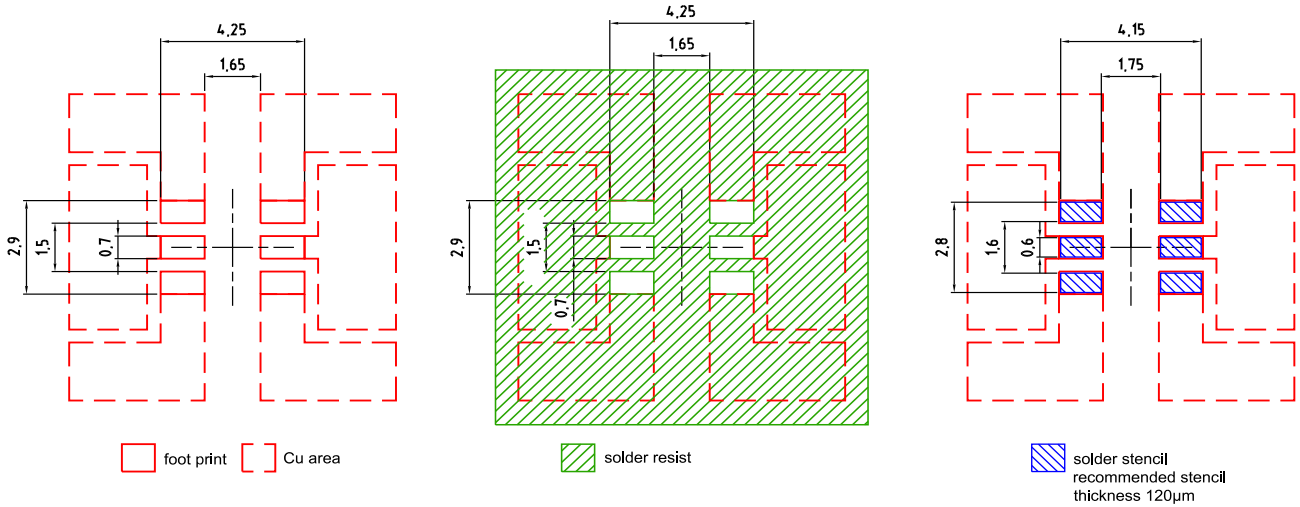 4,25
1,65
2,9
1,5
0,7
4,25
1,65
2,9
1,5
0,7
4,15
1,75
2,8
1,6
0,6
foot print
Cu area
solder resist
solder stencil
recommended stencil
thickness 120µm